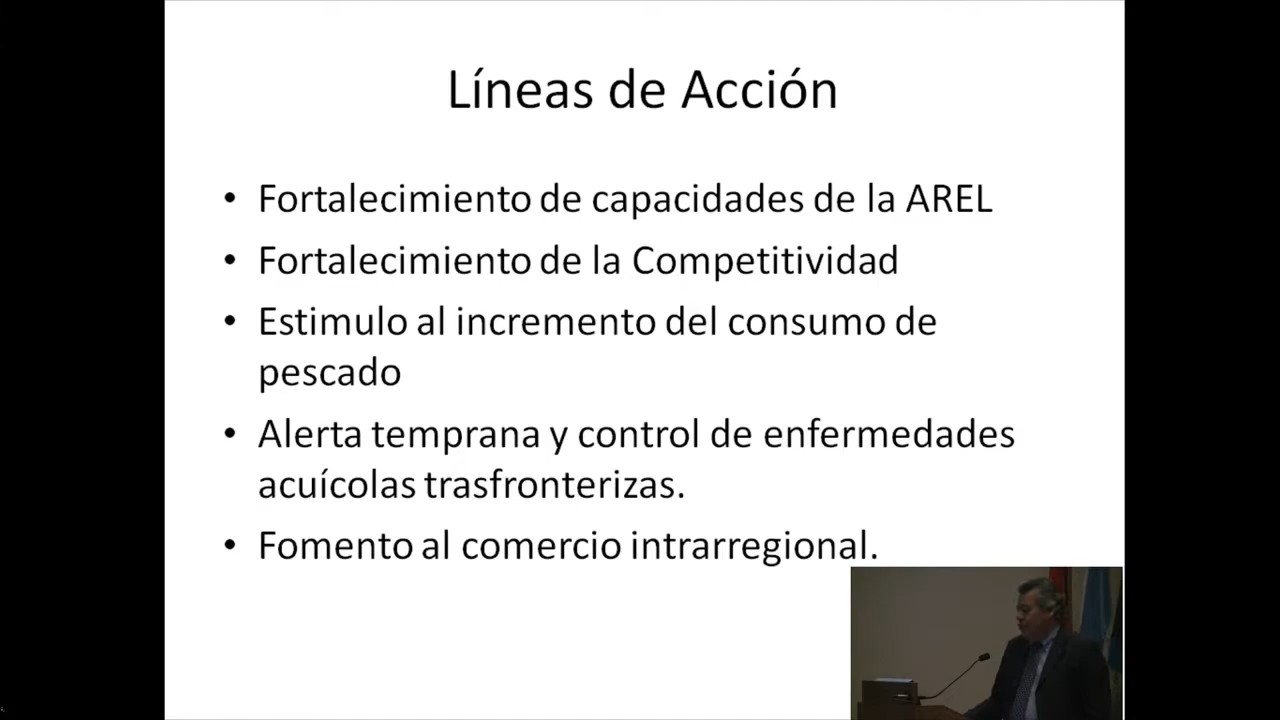 Líneas de Acción
• Fortalecimiento de capacidades de la AREL
• Fortalecimiento de la Competitividad
• Estimulo al incremento del consumo de
pescado
• Alerta temprana y control de enfermedades
acuícolas trasfronterizas.
• Fomento al comercio intrarregional.